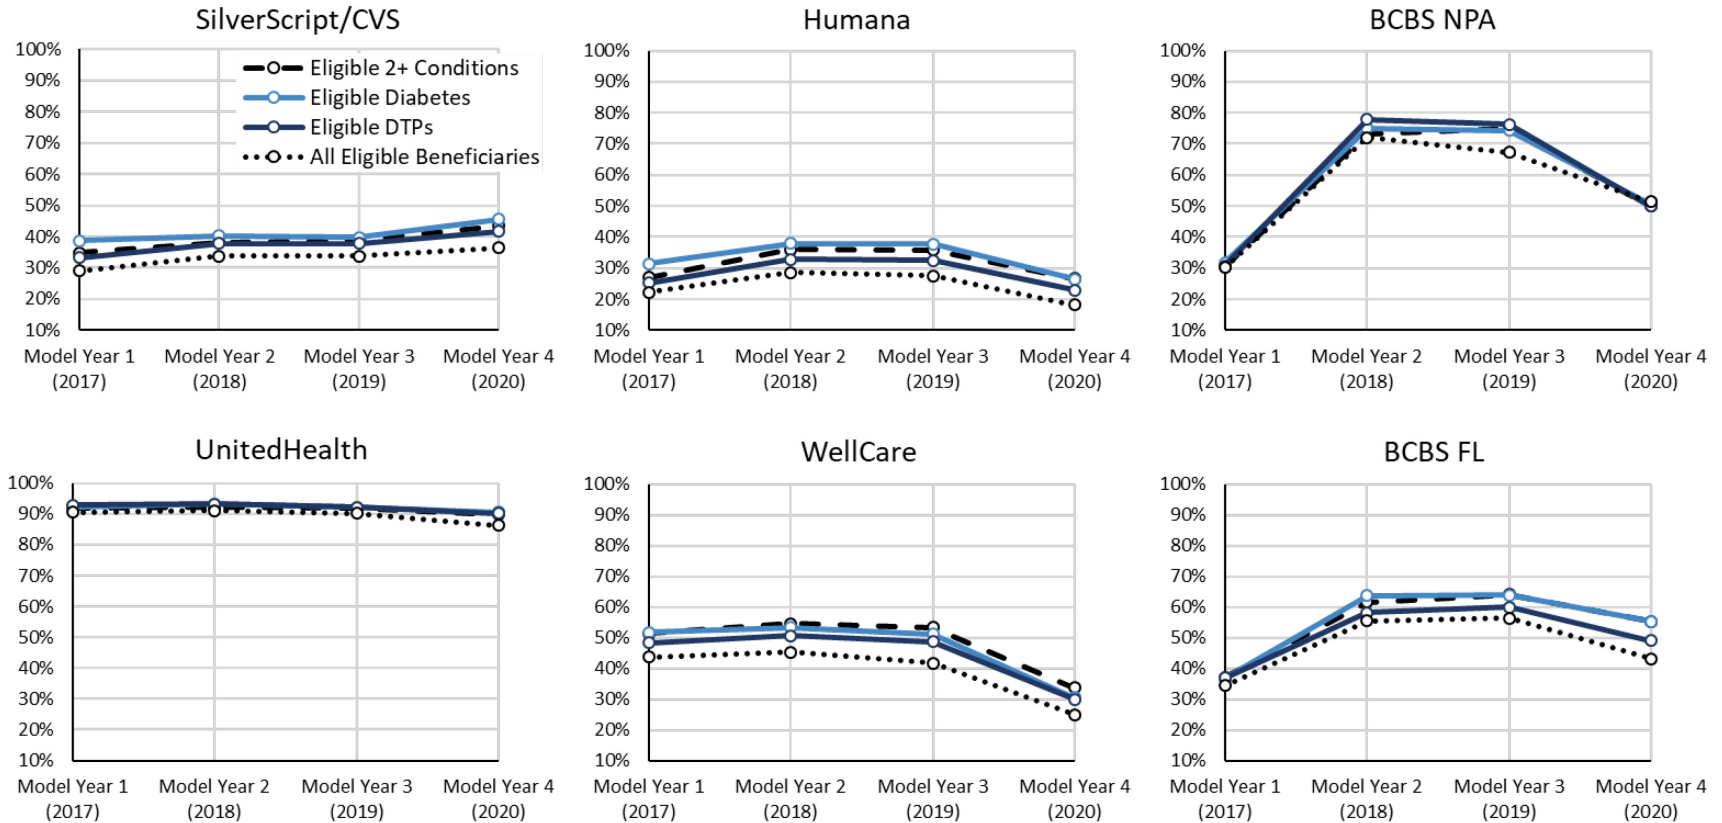 SilverScript/CVS
100%
90%
80%
70%
60%
50%
40%
30%
20%
10%
Eligible 2+ Conditions
Eligible Diabetes
Eligible DTPs
All Eligible Beneficiaries
Model Year 1 Model Year 2 Model Year 3 Model Year 4
(2017) (2018) (2019) (2020)
Humana
100%
90%
80%
70%
60%
50%
40%
30%
20%
10%
Model Year 1 Model Year 2 Model Year 3 Model Year 4
(2017) (2018) (2019) (2020)
BCBS NPA
100%
90%
80%
70%
60%
50%
40%
30%
20%
10%
Model Year 1 Model Year 2 Model Year 3 Model Year 4
(2017) (2018) (2019) (2020)
UnitedHealth
100%
90%
80%
70%
60%
50%
40%
30%
20%
10%
Model Year 1 Model Year 2 Model Year 3 Model Year 4
(2017) (2018) (2019) (2020)
WellCare
100%
90%
80%
70%
60%
50%
40%
30%
20%
10%
Model Year 1 Model Year 2 Model Year 3 Model Year 4
(2017) (2018) (2019) (2020)
BCBS FL
100%
90%
80%
70%
60%
50%
40%
30%
20%
10%
Model Year 1 Model Year 2 Model Year 3 Model Year 4
(2017) (2018) (2019) (2020)